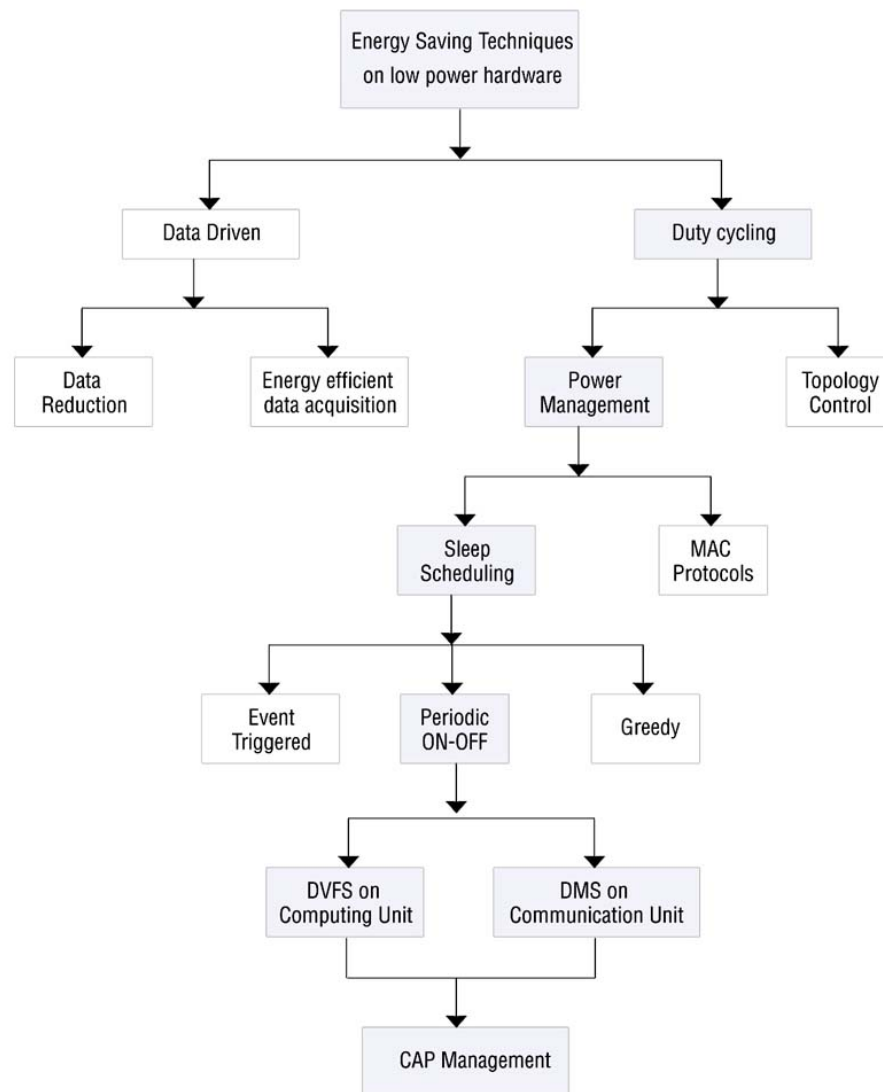 Energy Saving Techniques
on low power hardware
Data Driven
Duty cycling
Data
Reduction
Energy efficient
data acquisition
Power
Management
Topology
Control
Sleep
Scheduling
MAC
Protocols
Event
Triggered
Periodic
ON-OFF
Greedy
DVFS on
Computing Unit
DMS on
Communication Unit
CAP Management